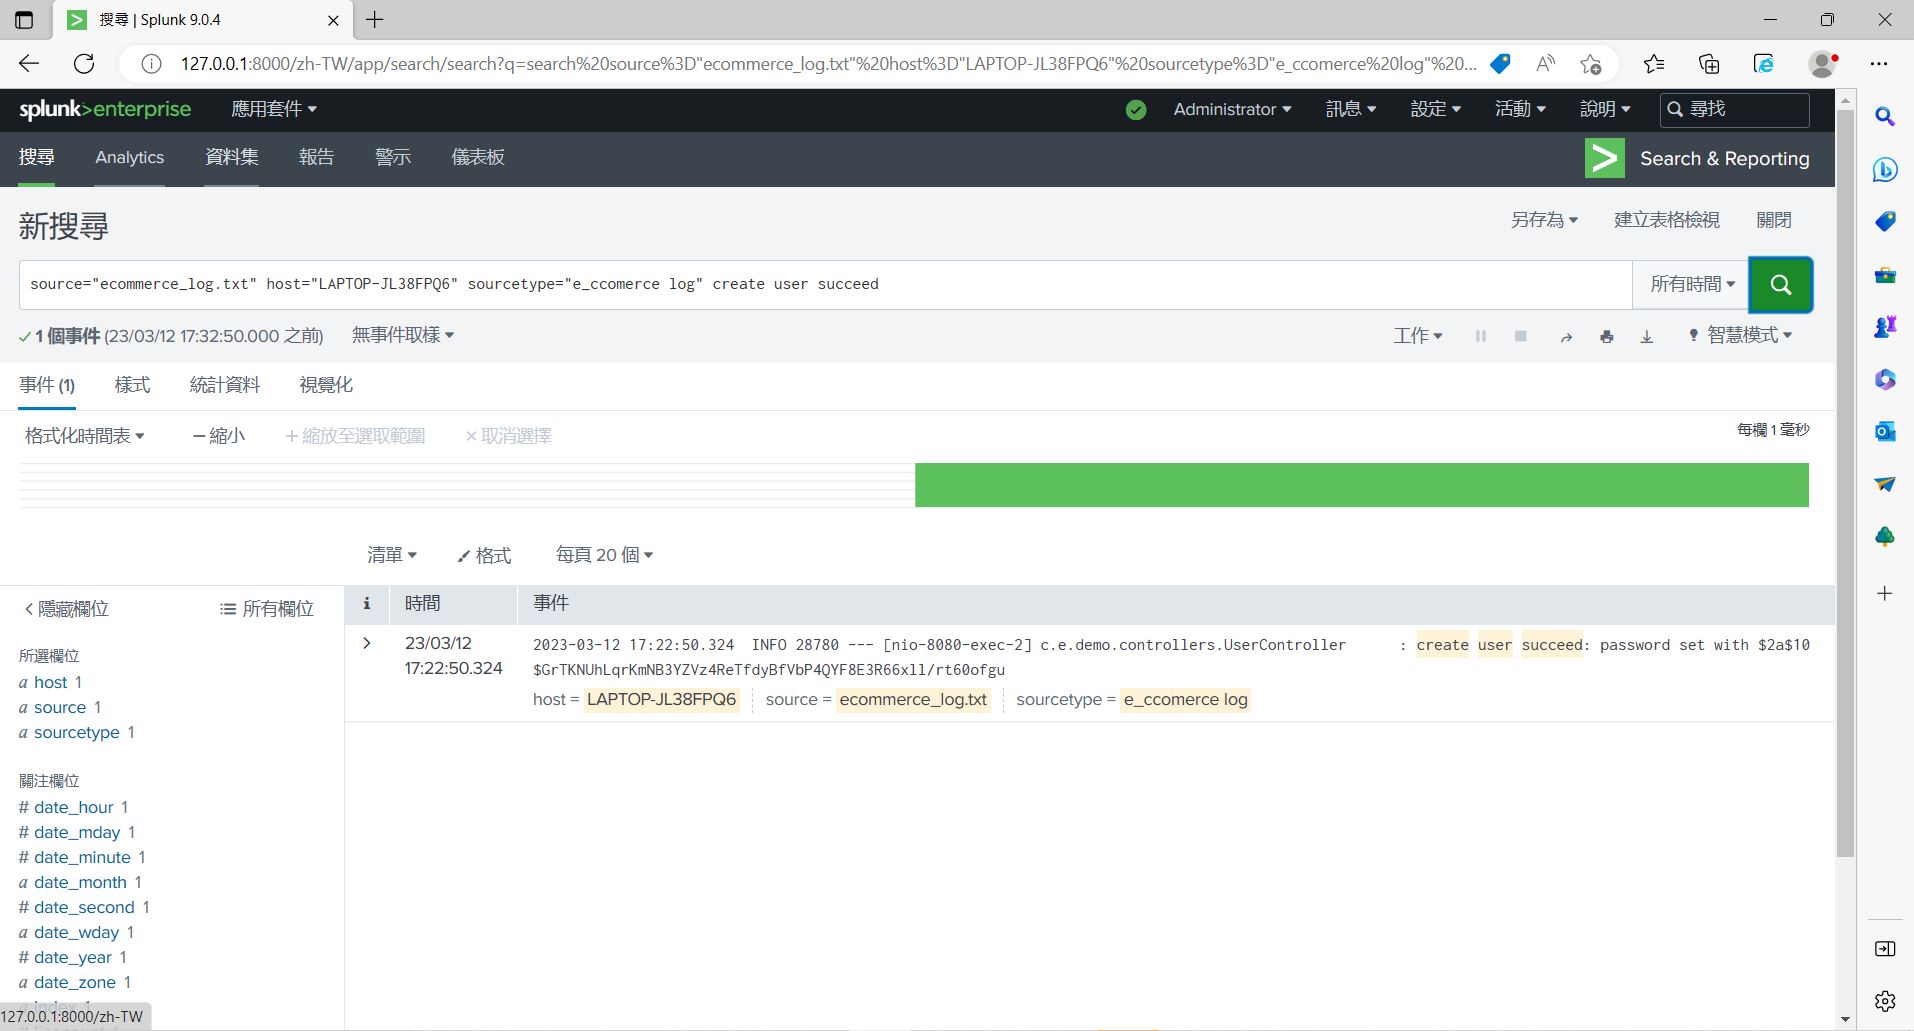 搜尋 | Splunk 9.0.4
127.0.0.1:8000/zh-TW/app/search/search?q=search%20source%3D"ecommerce_log.txt"%20host%3D"LAPTOP-JL38FPQ6"%20sourcetype%3D"e_ccomerce%20log"%20...
splunk>enterprise 應用套件 Administrator 訊息 設定 活動 說明 尋找
搜尋 Analytics 資料集 報告 警示 儀表板 Search & Reporting
新搜尋 另存為 建立表格檢視 關閉
source="ecommerce_log.txt" host="LAPTOP-JL38FPQ6" sourcetype="e_ccomerce log" create user succeed 所有時間
1 個事件 (23/03/12 17:32:50.000 之前) 無事件取樣 工作 智慧模式
事件 (1) 樣式 統計資料 視覺化
格式化時間表 — 縮小 + 縮放至選取範圍 × 取消選擇 每欄 1 毫秒
清單 格式 每頁 20 個
隱藏欄位 所有欄位 i 時間 事件
23/03/12
17:22:50.324
2023-03-12 17:22:50.324  INFO 28780 --- [nio-8080-exec-2] c.e.demo.controllers.UserController      : create user succeed: password set with $2a$10
$GrTKNUhLqrKmNB3YZVz4ReTfdyBfVbP4QYF8E3R66xll/rt60ofgu
host = LAPTOP-JL38FPQ6 source = ecommerce_log.txt sourcetype = e_ccomerce log
所選欄位
a host 1
a source 1
a sourcetype 1
關注欄位
# date_hour 1
# date_mday 1
# date_minute 1
a date_month 1
# date_second 1
a date_wday 1
# date_year 1
a date_zone 1
127.0.0.1:8000/zh-TW